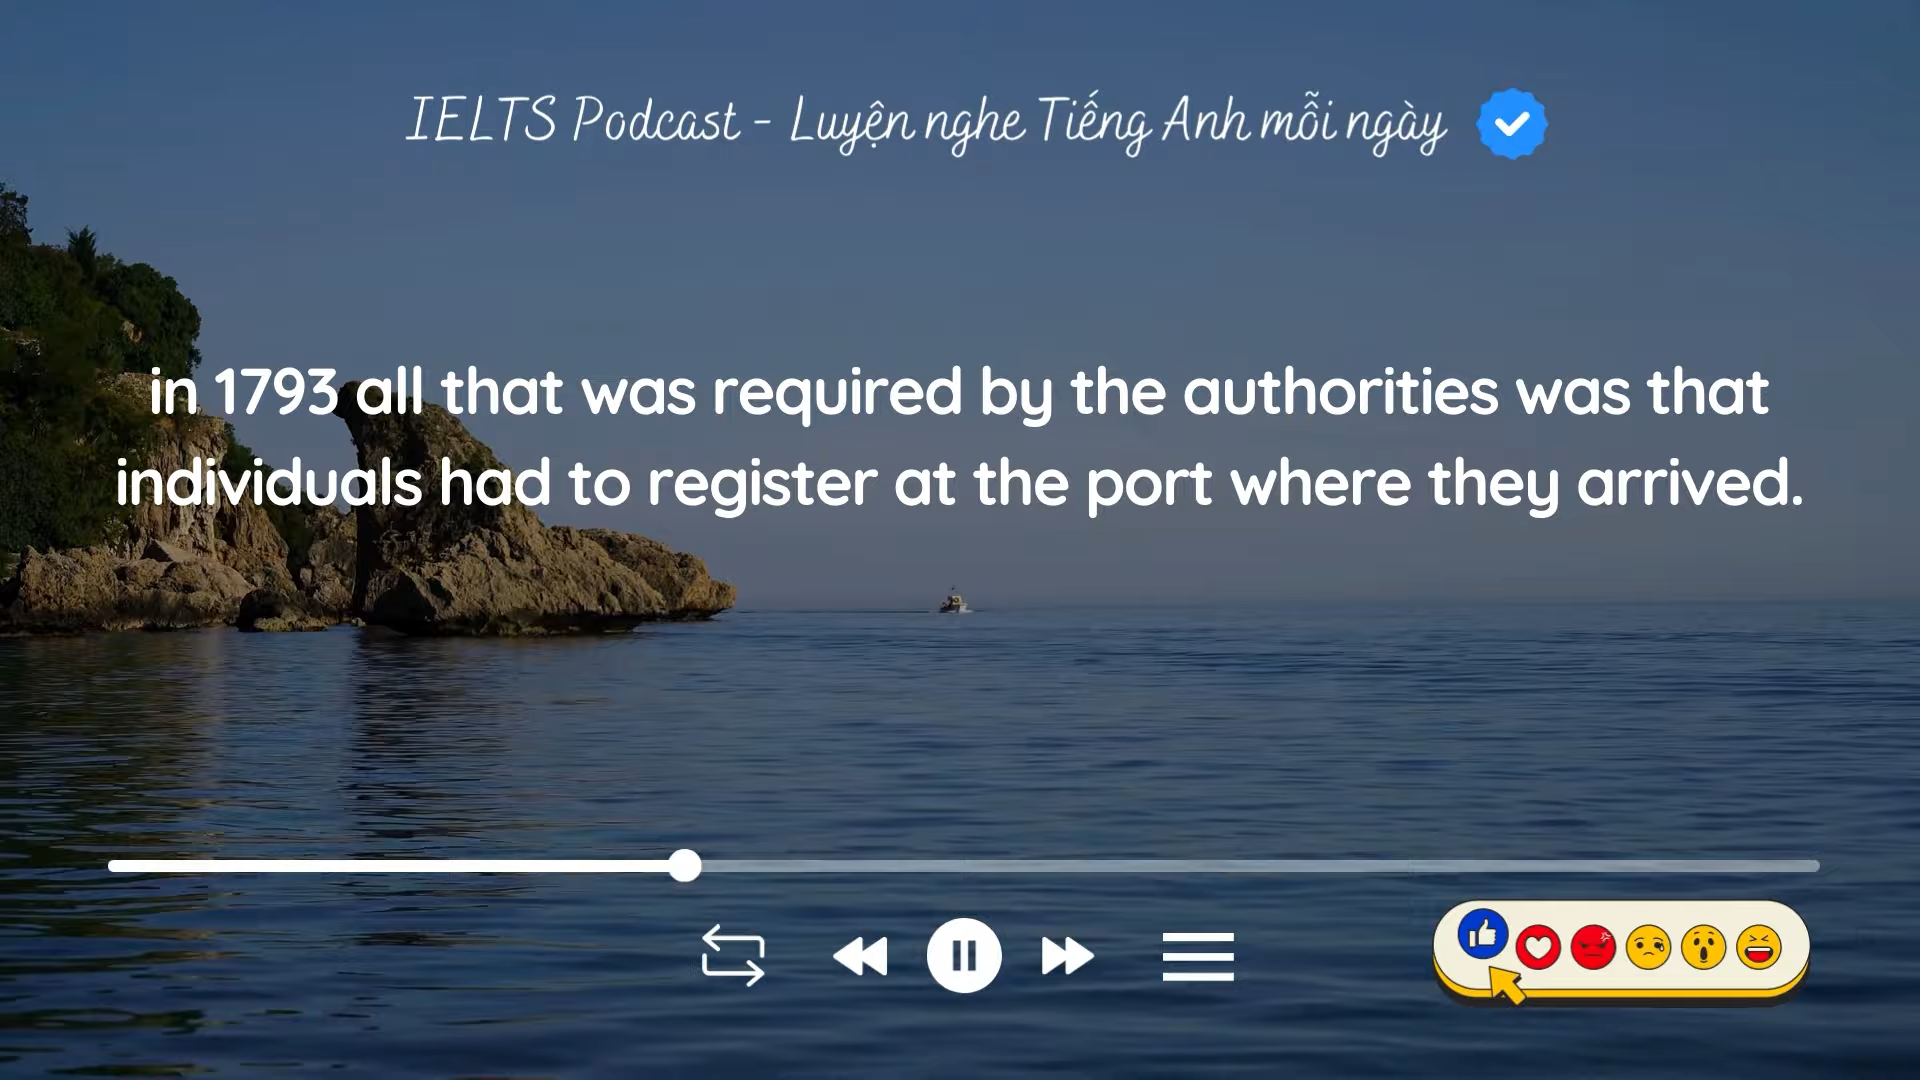 IELTS Podcast - Luyện nghe Tiếng Anh mỗi ngày
in 1793 all that was required by the authorities was that
individuals had to register at the port where they arrived.